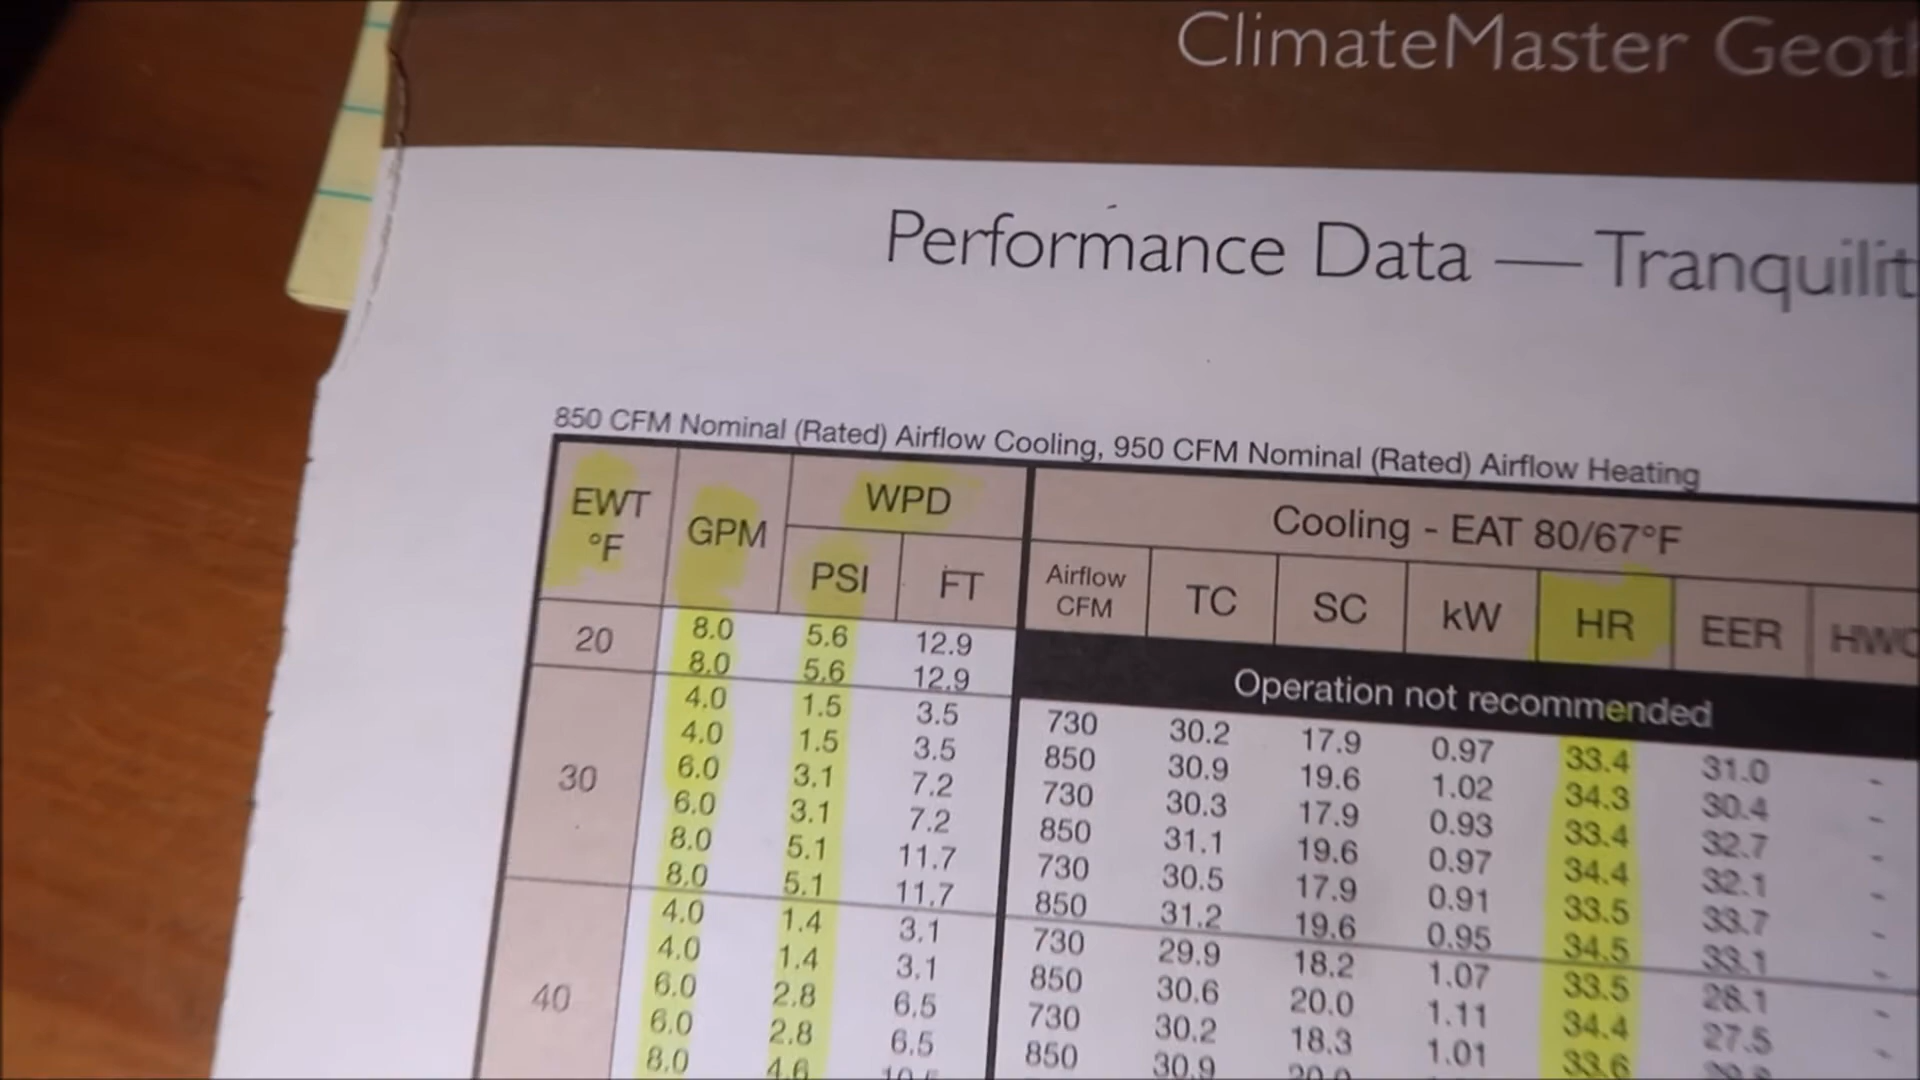 ClimateMaster
Performance Data —
850 CFM Nominal (Rated) Airflow Cooling, 950 CFM Nominal (Rated) Airflow Heating
EWT °F GPM WPD Cooling - EAT 80/67°F
PSI FT Airflow CFM TC SC kW HR EER
20 8.0 5.6 12.9 Operation not recommended
8.0 5.6 12.9
30 4.0 1.5 3.5 730 30.2 17.9 0.97 33.4 31.0 -
4.0 1.5 3.5 850 30.9 19.6 1.02 34.3 30.4 -
6.0 3.1 7.2 730 30.3 17.9 0.93 33.4 32.7 -
6.0 3.1 7.2 850 31.1 19.6 0.97 34.4 32.1 -
8.0 5.1 11.7 730 30.5 17.9 0.91 33.5 33.7 -
8.0 5.1 11.7 850 31.2 19.6 0.95 34.5 33.1 -
40 4.0 1.4 3.1 730 29.9 18.2 1.07 33.5 28.1 -
4.0 1.4 3.1 850 30.6 20.0 1.11 34.4 27.5 -
6.0 2.8 6.5 730 30.2 18.3 1.01 33.6
6.0 2.8 6.5 850 30.9
8.0 4.6